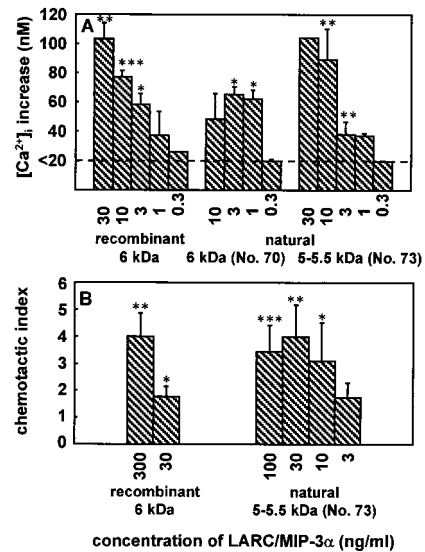 A
[Ca2+]i increase (nM)
120
100
80
60
40
<20
** *** * * * ** **
30 10 3 1 0.3 10 3 1 0.3 30 10 3 1 0.3
recombinant natural
6 kDa 6 kDa (No. 70) 5-5.5 kDa (No. 73)
B
chemotactic index
6
5
4
3
2
1
0
** * *** ** *
300 30 100 30 10 3
recombinant natural
6 kDa 5-5.5 kDa (No. 73)
concentration of LARC/MIP-3α (ng/ml)